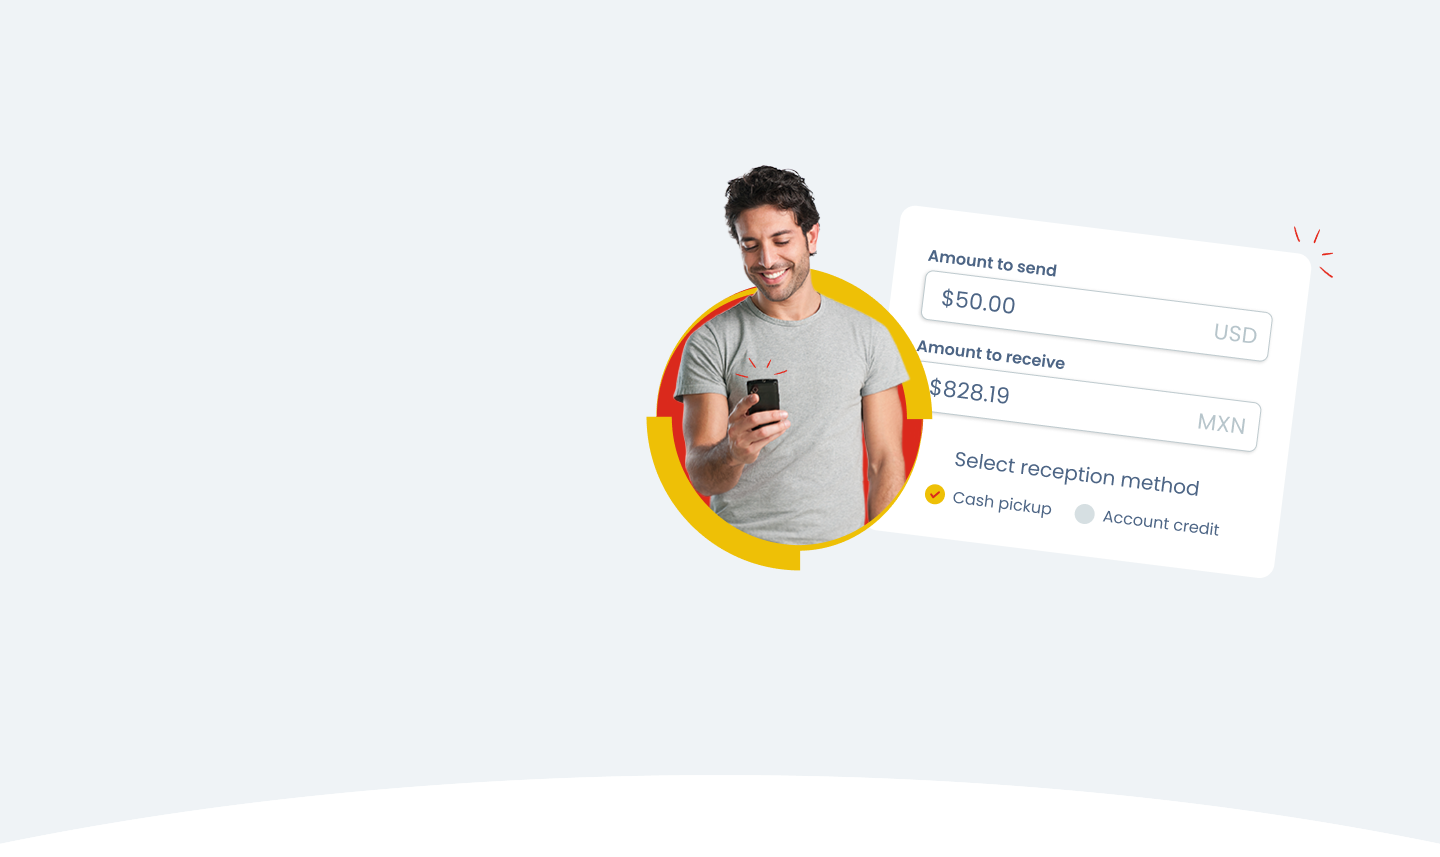 Amount to send
$50.00
USD
Amount to receive
$828.19
MXN
Select reception method
Cash pickup
Account credit